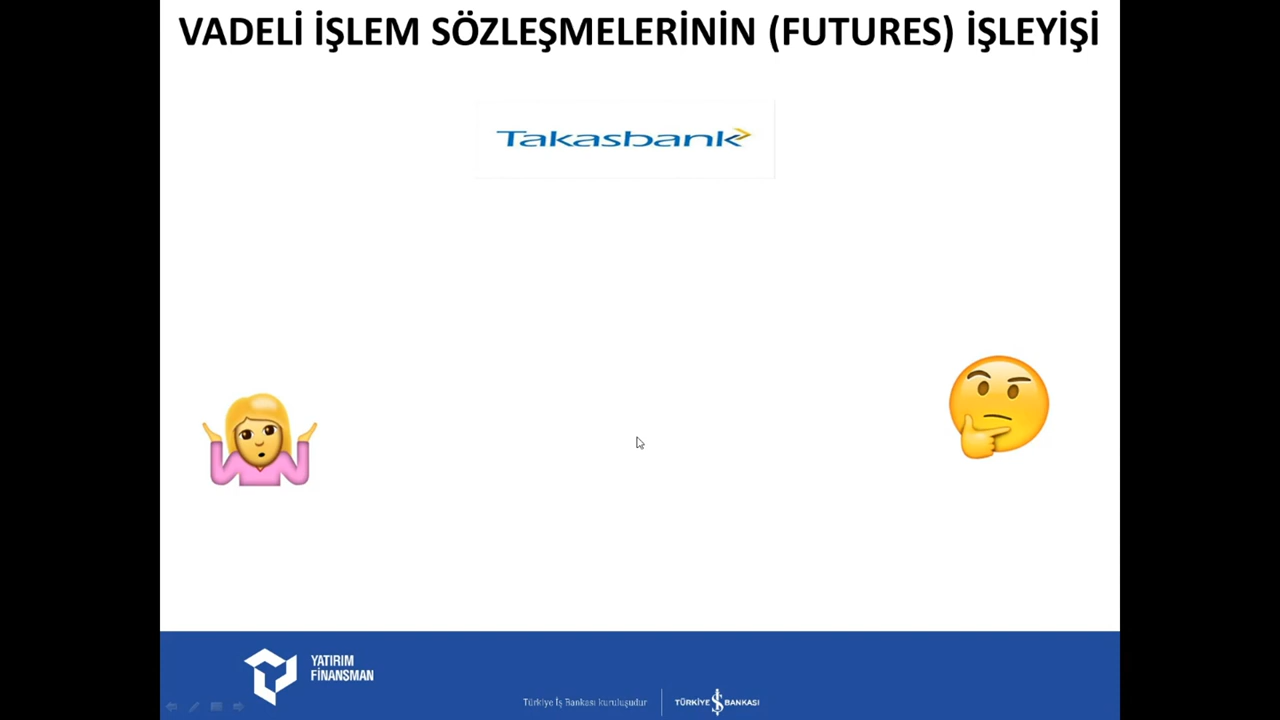 VADELİ İŞLEM SÖZLEŞMELERİNİN (FUTURES) İŞLEYİŞİ
Takasbank
YATIRIM
FİNANSMAN
Türkiye İş Bankası kuruluşudur
TÜRKİYE İŞ BANKASI